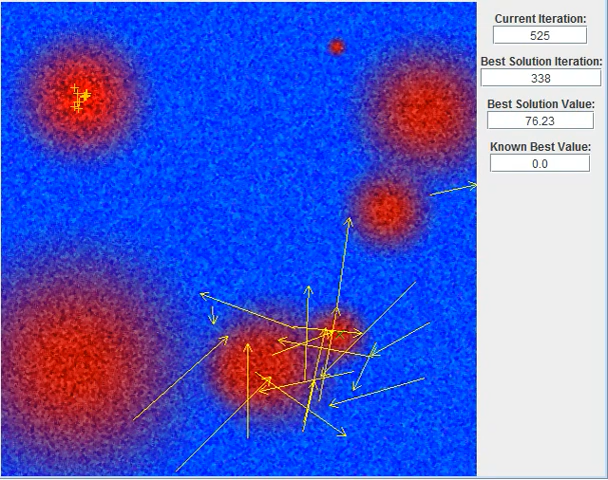 Current Iteration:
525
Best Solution Iteration:
338
Best Solution Value:
76.23
Known Best Value:
0.0